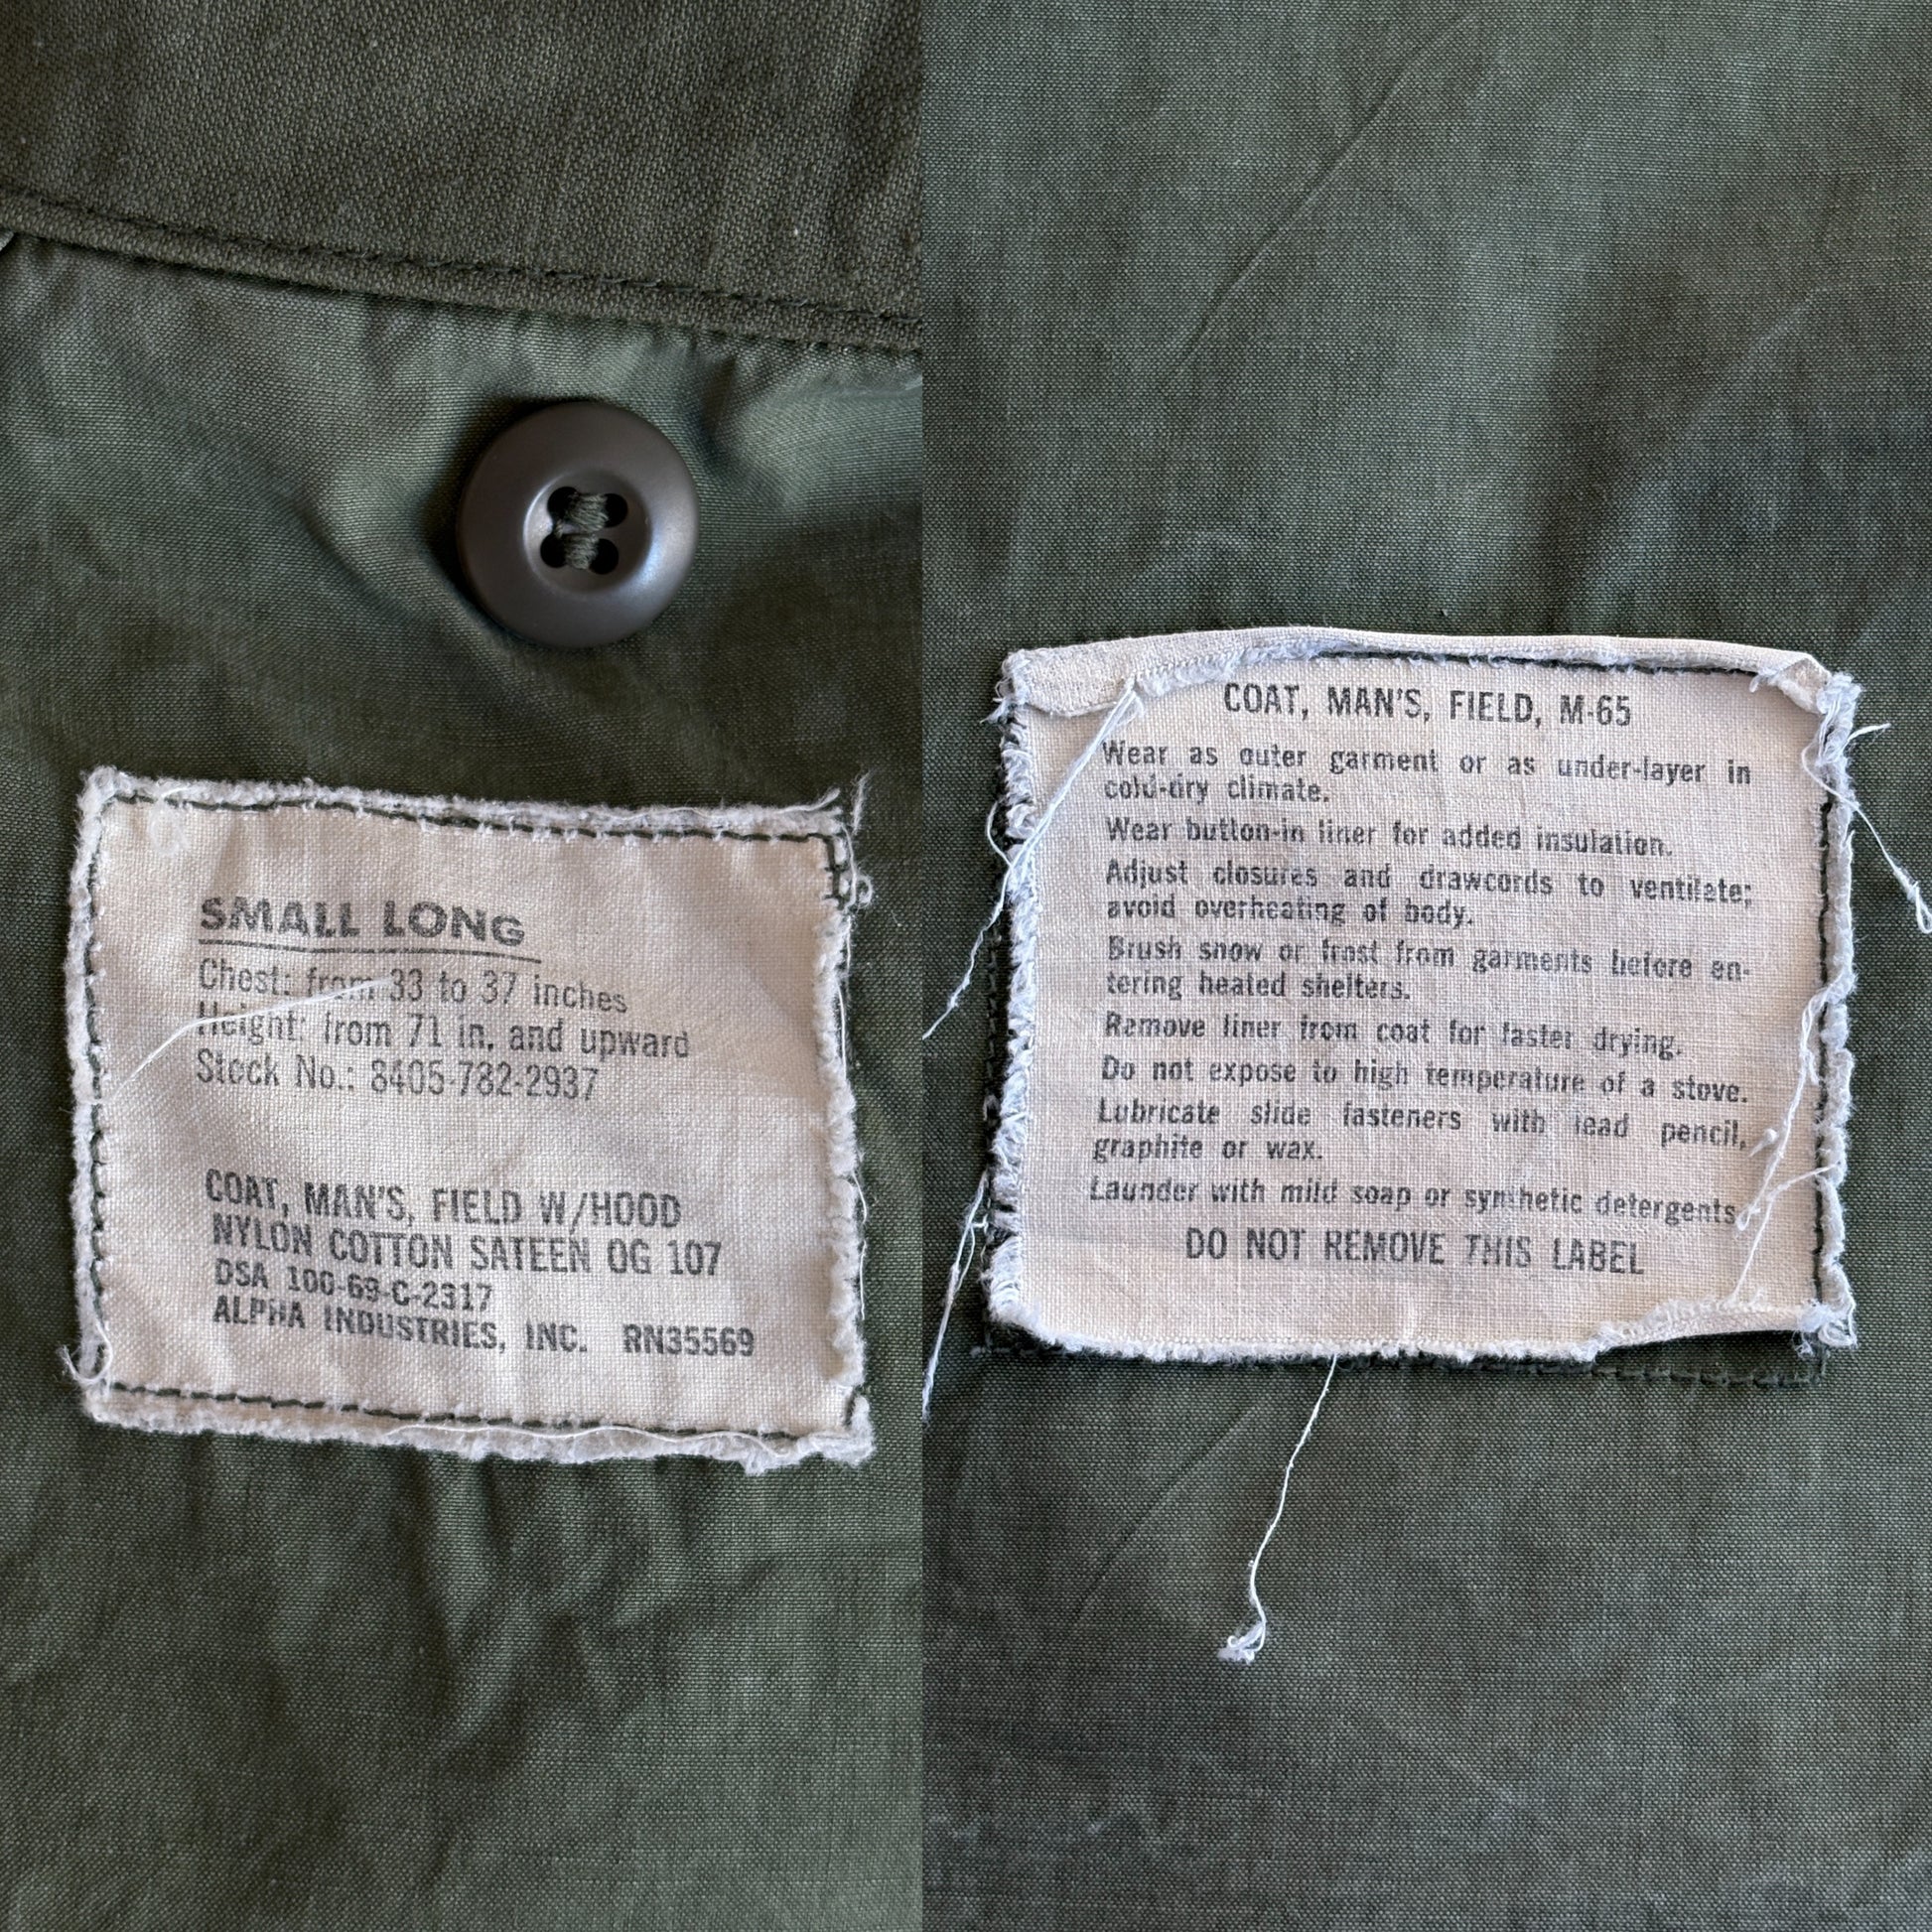 SMALL LONG
Chest: from 33 to 37 inches
Height: from 71 in. and upward
Stock No.: 8405-782-2937
COAT, MAN'S, FIELD W/HOOD
NYLON COTTON SATEEN OG 107
DSA 100-69-C-2317
ALPHA INDUSTRIES, INC. RN35569
COAT, MAN'S, FIELD, M-65
Wear as outer garment or as under-layer in
cold-dry climate.
Wear button-in liner for added insulation.
Adjust closures and drawcords to ventilate;
avoid overheating of body.
Brush snow or frost from garments before en-
tering heated shelters.
Remove liner from coat for faster drying.
Do not expose to high temperature of a stove.
Lubricate slide fasteners with lead pencil,
graphite or wax.
Launder with mild soap or synthetic detergents.
DO NOT REMOVE THIS LABEL